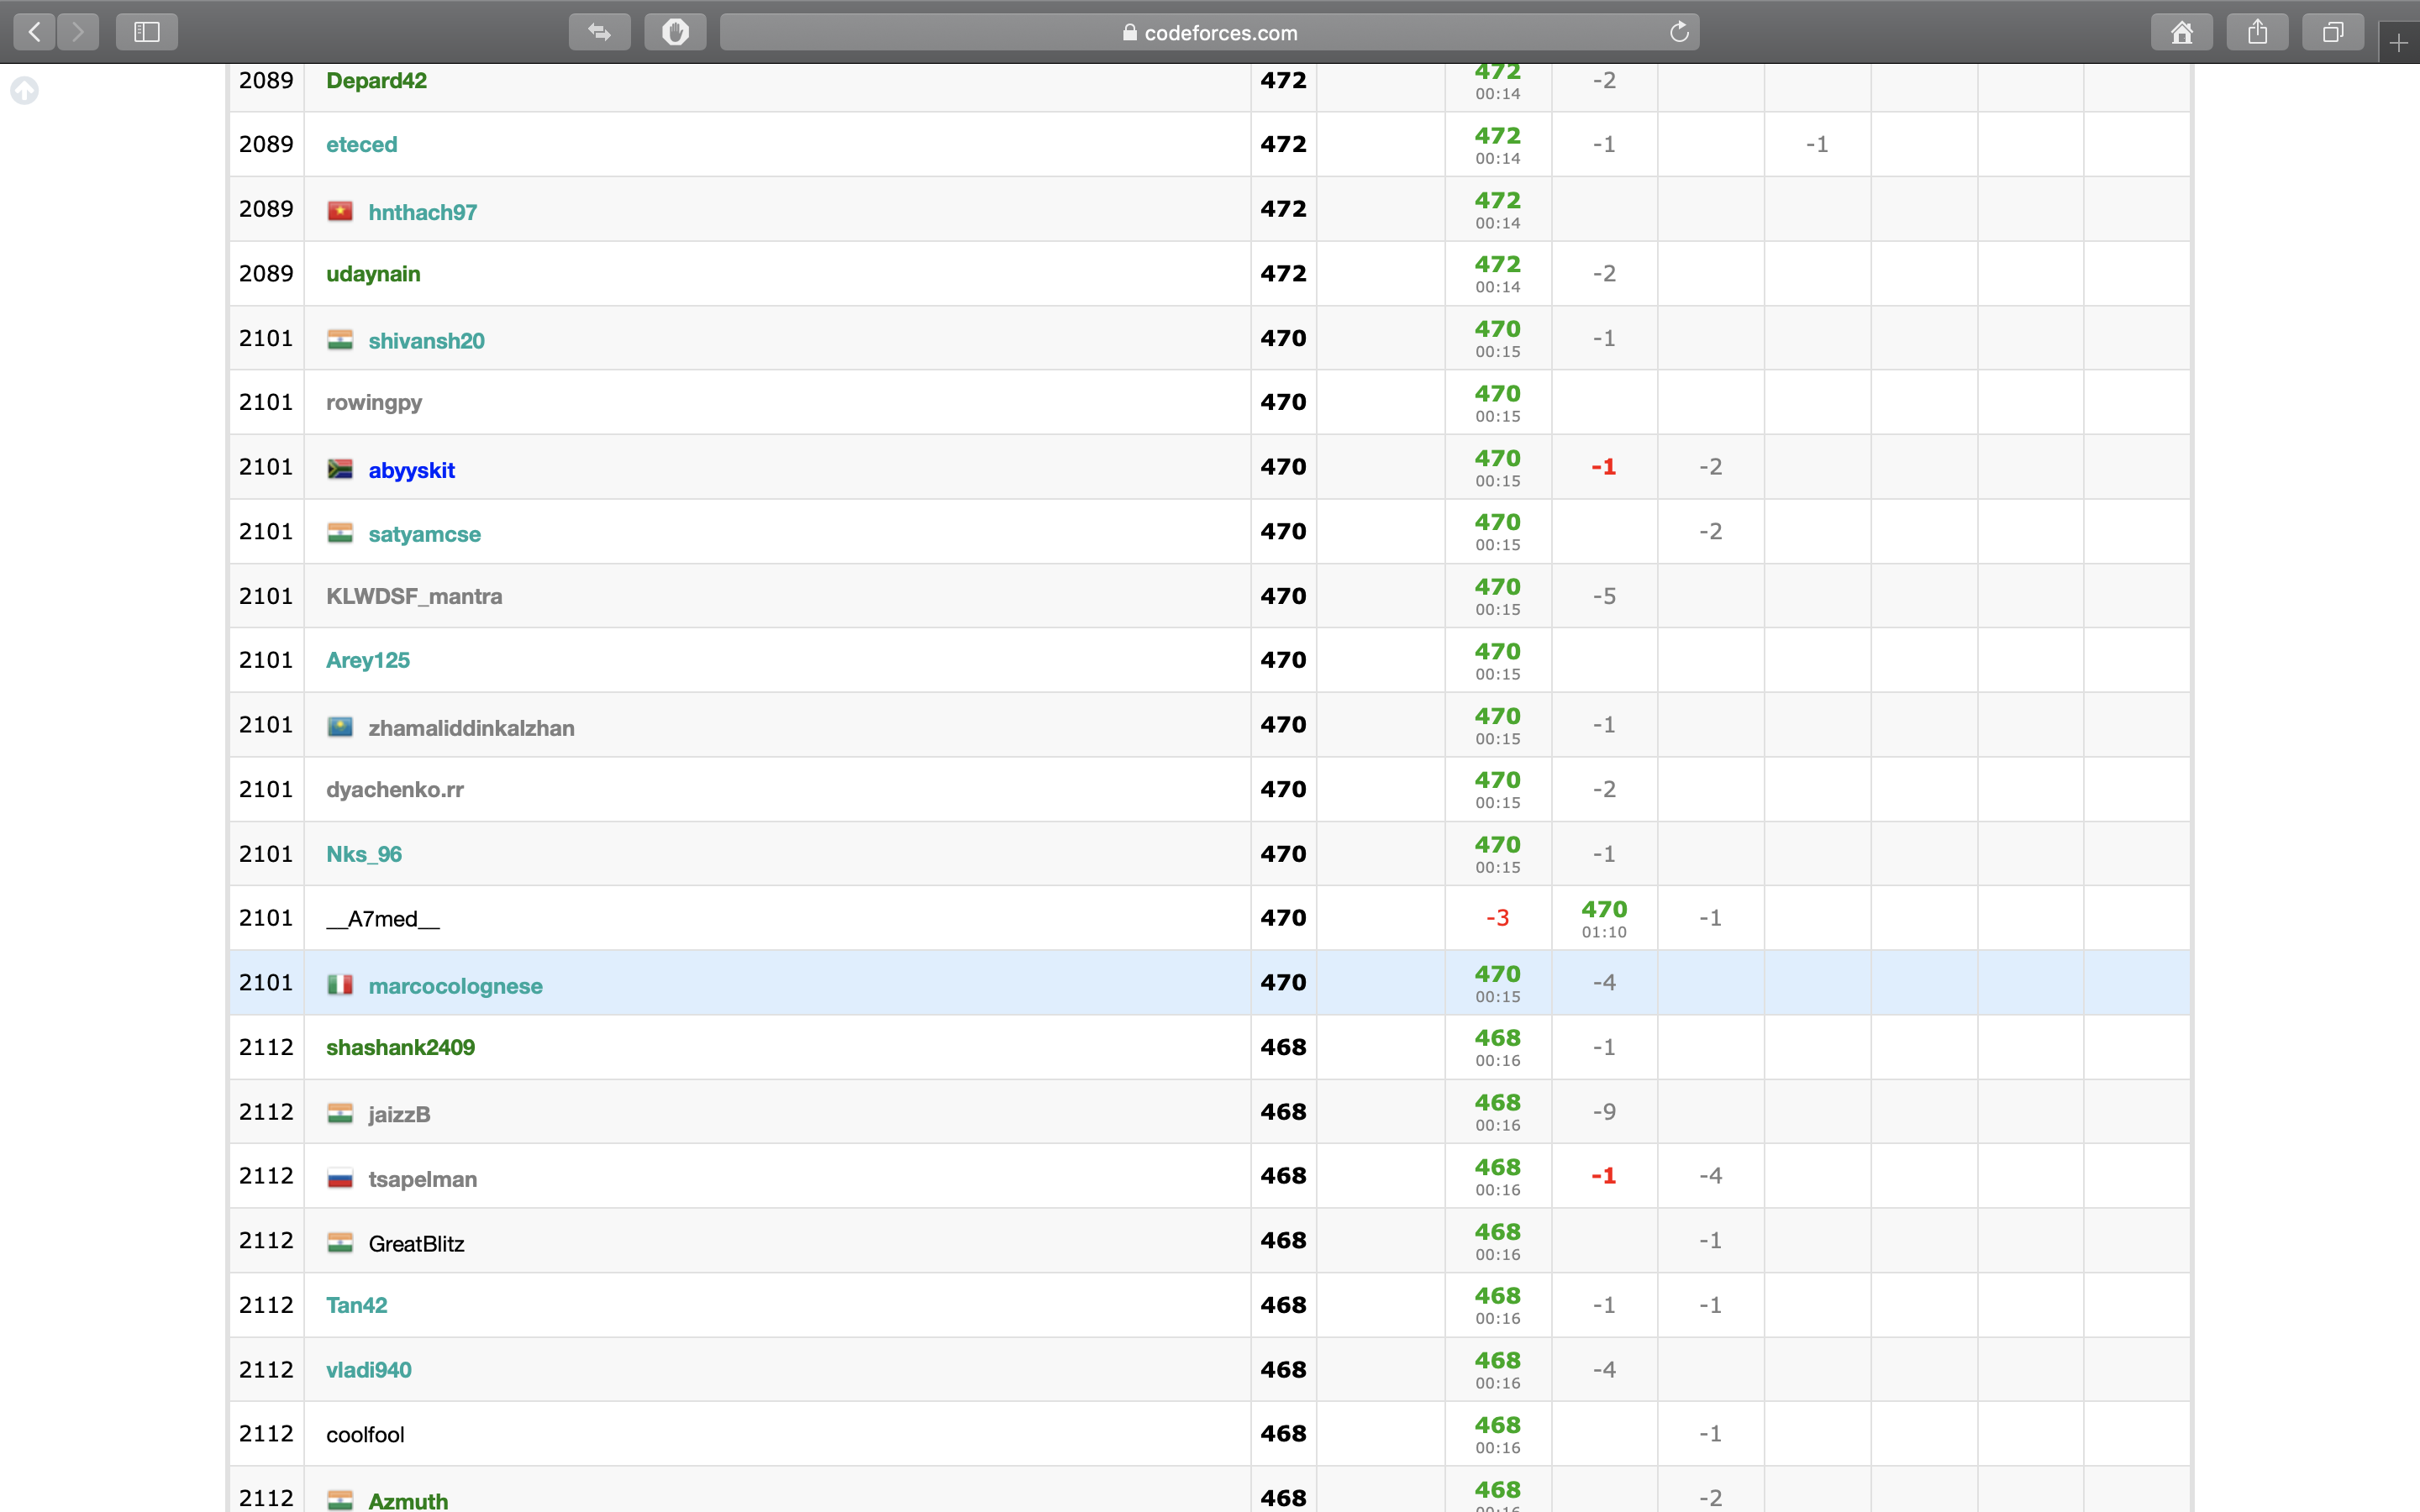 codeforces.com
2089 Depard42 472 472 -2
00:14
2089 eteced 472 472 -1 -1
00:14
2089 hnthach97 472 472
00:14
2089 udaynain 472 472 -2
00:14
2101 shivansh20 470 470 -1
00:15
2101 rowingpy 470 470
00:15
2101 abyyskit 470 470 -1 -2
00:15
2101 satyamcse 470 470 -2
00:15
2101 KLWDSF_mantra 470 470 -5
00:15
2101 Arey125 470 470
00:15
2101 zhamaliddinkalzhan 470 470 -1
00:15
2101 dyachenko.rr 470 470 -2
00:15
2101 Nks_96 470 470 -1
00:15
2101 __A7med__ 470 -3 470 -1
01:10
2101 marcocolognese 470 470 -4
00:15
2112 shashank2409 468 468 -1
00:16
2112 jaizzB 468 468 -9
00:16
2112 tsapelman 468 468 -1 -4
00:16
2112 GreatBlitz 468 468 -1
00:16
2112 Tan42 468 468 -1 -1
00:16
2112 vladi940 468 468 -4
00:16
2112 coolfool 468 468 -1
00:16
2112 Azmuth 468 468 -2